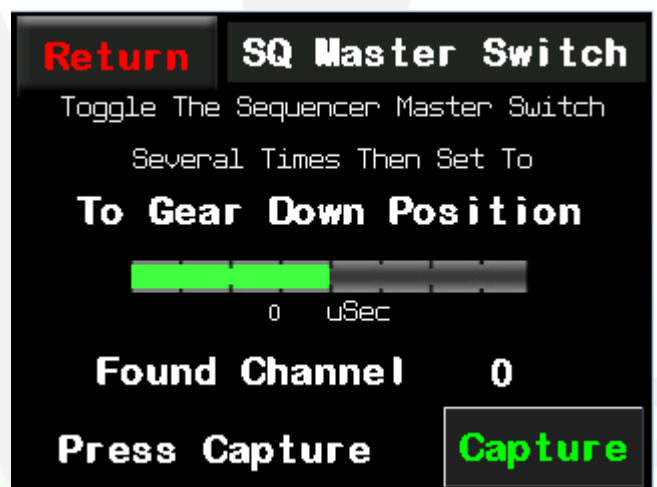 Return SQ Master Switch
Toggle The Sequencer Master Switch
Several Times Then Set To
To Gear Down Position
0 uSec
Found Channel 0
Press Capture Capture